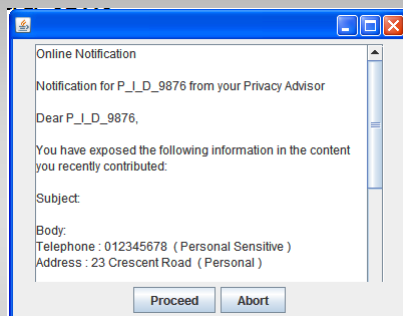 Online Notification
Notification for P_I_D_9876 from your Privacy Advisor
Dear P_I_D_9876,
You have exposed the following information in the content
you recently contributed:
Subject:
Body:
Telephone : 012345678 ( Personal Sensitive )
Address : 23 Crescent Road ( Personal )
Proceed Abort